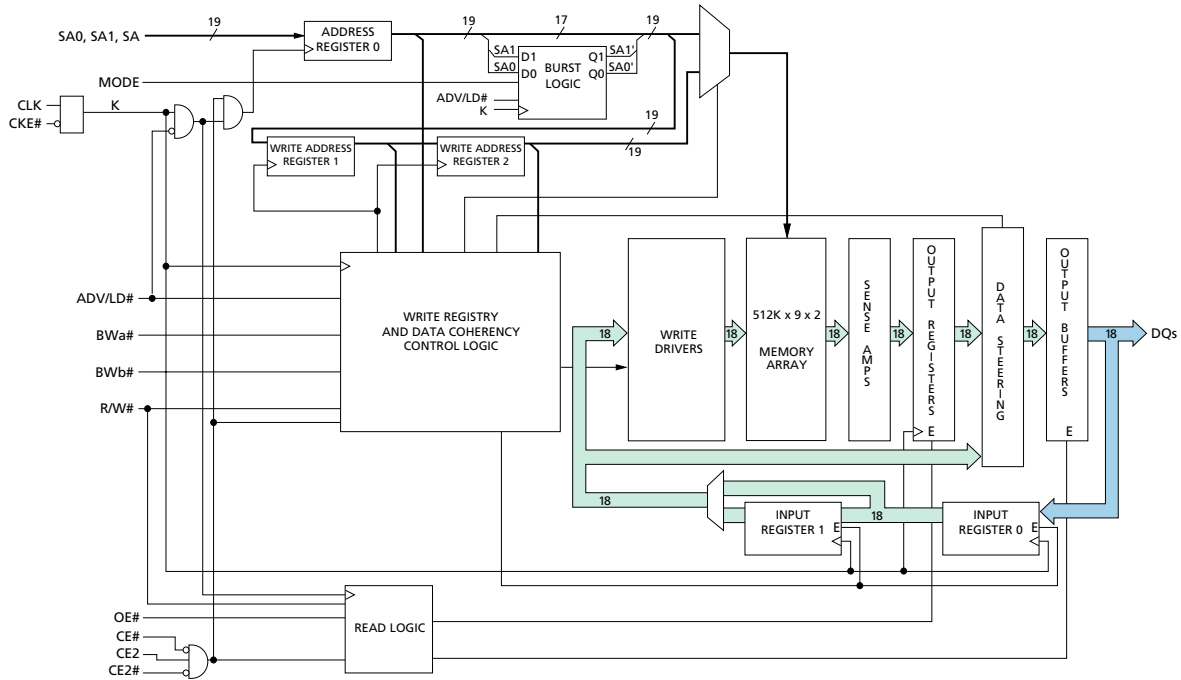 SA0, SA1, SA
19
ADDRESS
REGISTER 0
19
17
19
SA1
D1
Q1
SA1'
SA0
D0
Q0
SA0'
BURST
LOGIC
MODE
ADV/LD#
K
CLK
K
CKE#
19
19
WRITE ADDRESS
REGISTER 1
WRITE ADDRESS
REGISTER 2
ADV/LD#
BWa#
BWb#
R/W#
WRITE REGISTRY
AND DATA COHERENCY
CONTROL LOGIC
18
WRITE
DRIVERS
18
512K x 9 x 2
MEMORY
ARRAY
18
SENSE AMPS
18
OUTPUT REGISTERS
E
18
DATA STEERING
18
OUTPUT BUFFERS
E
18
DQs
18
INPUT
REGISTER 1
E
18
INPUT
REGISTER 0
E
OE#
CE#
CE2
CE2#
READ LOGIC